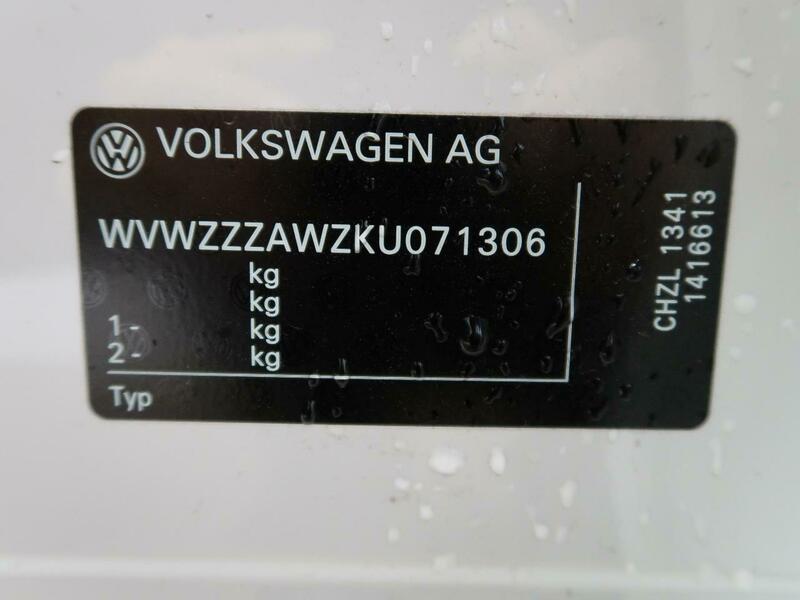 VOLKSWAGEN AG
WVWZZZAWZKU071306
kg
kg
1- kg
2- kg
Typ
CHZL 1341
1416613